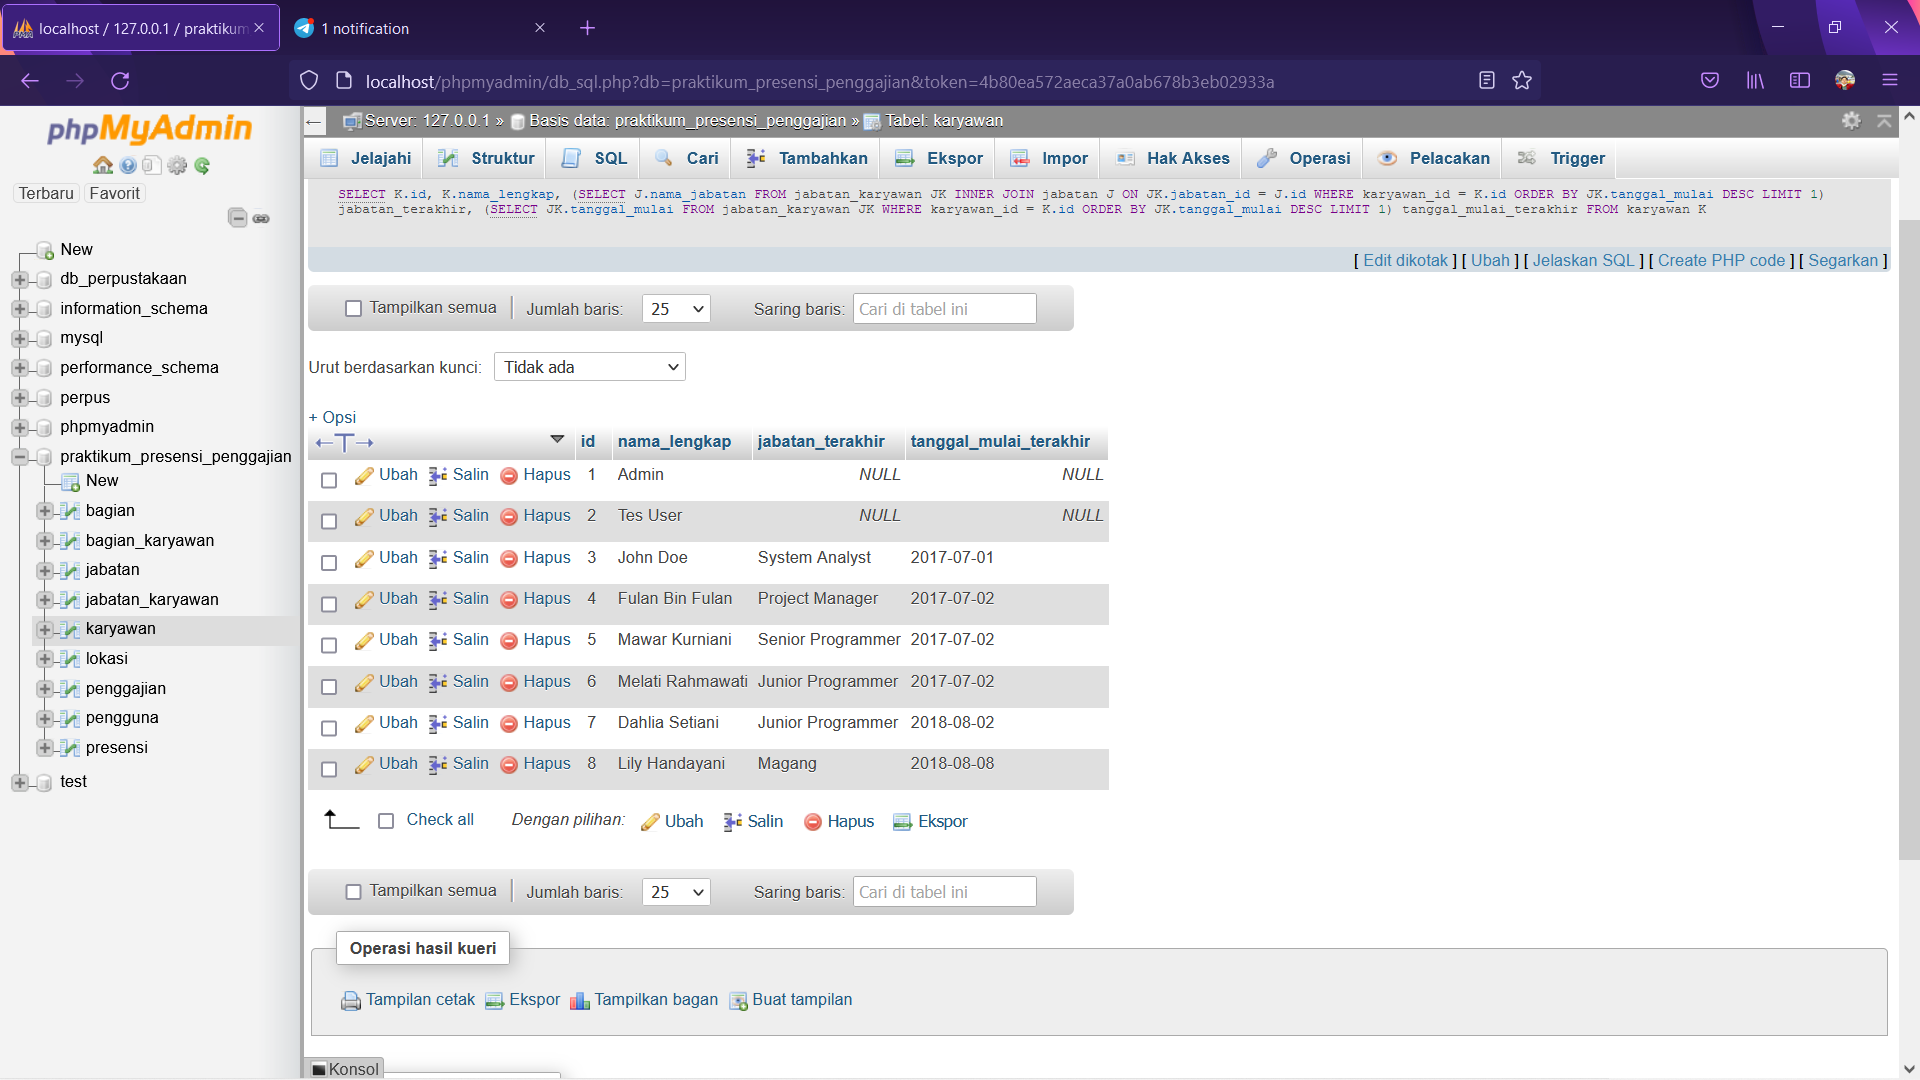 localhost / 127.0.0.1 / praktikum
1 notification
localhost/phpmyadmin/db_sql.php?db=praktikum_presensi_penggajian&token=4b80ea572aeca37a0ab678b3eb02933a
phpMyAdmin
Terbaru Favorit
New
db_perpustakaan
information_schema
mysql
performance_schema
perpus
phpmyadmin
praktikum_presensi_penggajian
New
bagian
bagian_karyawan
jabatan
jabatan_karyawan
karyawan
lokasi
penggajian
pengguna
presensi
test
Server: 127.0.0.1 » Basis data: praktikum_presensi_penggajian » Tabel: karyawan
Jelajahi Struktur SQL Cari Tambahkan Ekspor Impor Hak Akses Operasi Pelacakan Trigger
SELECT K.id, K.nama_lengkap, (SELECT J.nama_jabatan FROM jabatan_karyawan JK INNER JOIN jabatan J ON JK.jabatan_id = J.id WHERE karyawan_id = K.id ORDER BY JK.tanggal_mulai DESC LIMIT 1)
jabatan_terakhir, (SELECT JK.tanggal_mulai FROM jabatan_karyawan JK WHERE karyawan_id = K.id ORDER BY JK.tanggal_mulai DESC LIMIT 1) tanggal_mulai_terakhir FROM karyawan K
[ Edit dikotak ] [ Ubah ] [ Jelaskan SQL ] [ Create PHP code ] [ Segarkan ]
Tampilkan semua Jumlah baris: 25 Saring baris: Cari di tabel ini
Urut berdasarkan kunci: Tidak ada
+ Opsi
←T→ id nama_lengkap jabatan_terakhir tanggal_mulai_terakhir
Ubah Salin Hapus 1 Admin NULL NULL
Ubah Salin Hapus 2 Tes User NULL NULL
Ubah Salin Hapus 3 John Doe System Analyst 2017-07-01
Ubah Salin Hapus 4 Fulan Bin Fulan Project Manager 2017-07-02
Ubah Salin Hapus 5 Mawar Kurniani Senior Programmer 2017-07-02
Ubah Salin Hapus 6 Melati Rahmawati Junior Programmer 2017-07-02
Ubah Salin Hapus 7 Dahlia Setiani Junior Programmer 2018-08-02
Ubah Salin Hapus 8 Lily Handayani Magang 2018-08-08
Check all Dengan pilihan: Ubah Salin Hapus Ekspor
Tampilkan semua Jumlah baris: 25 Saring baris: Cari di tabel ini
Operasi hasil kueri
Tampilan cetak Ekspor Tampilkan bagan Buat tampilan
Konsol